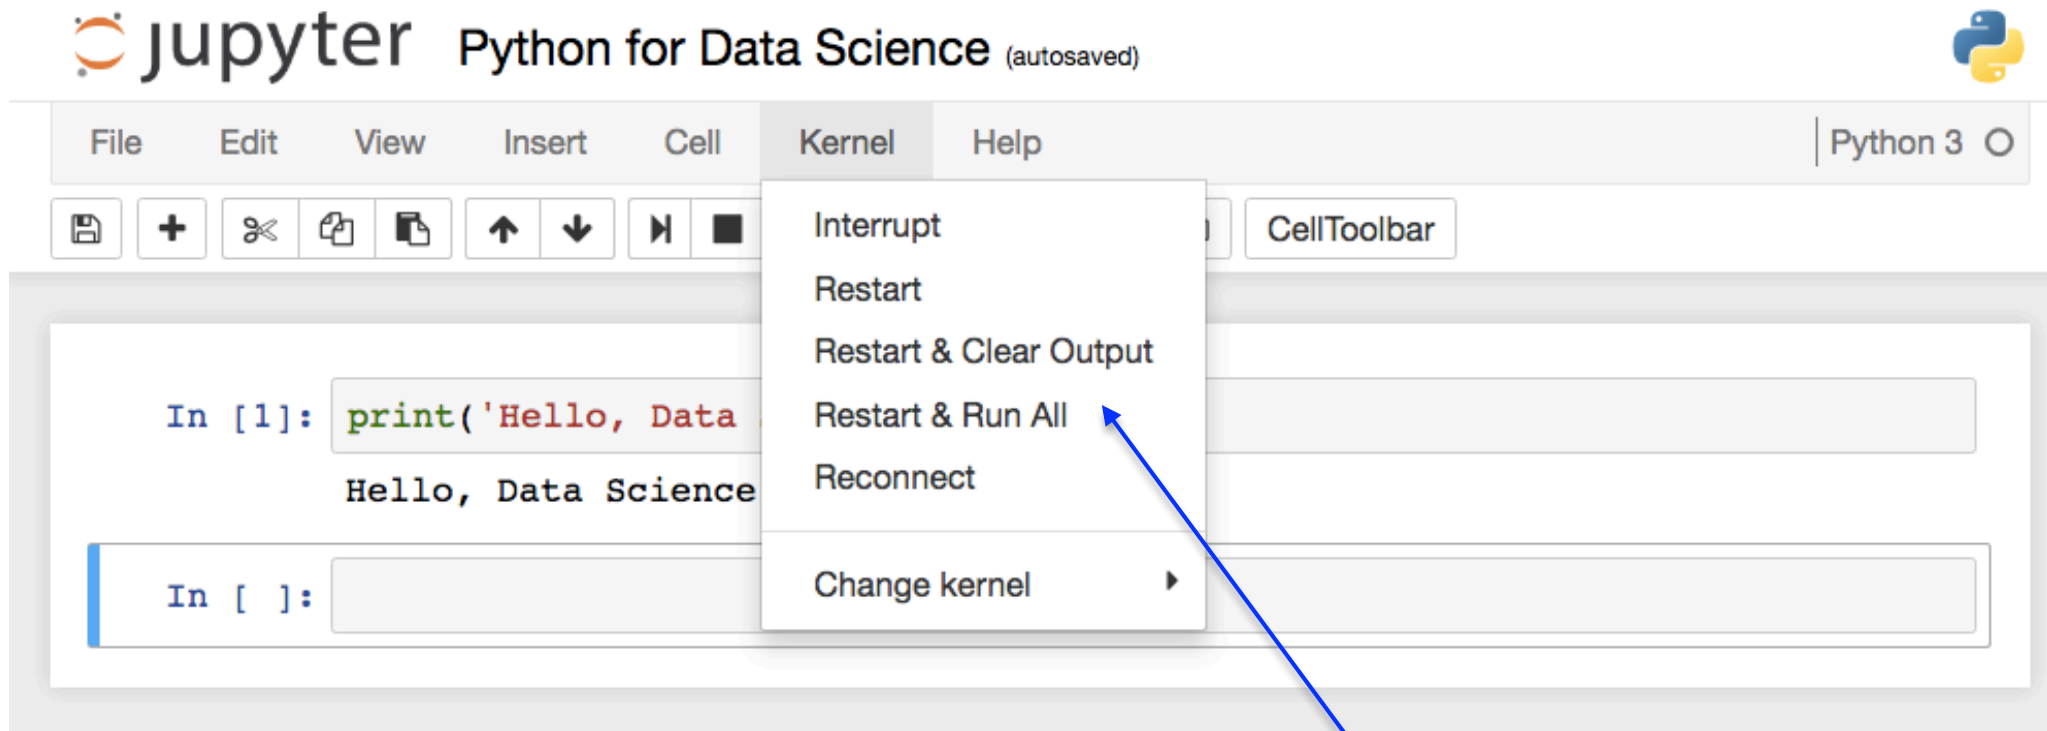 jupyter Python for Data Science (autosaved)
File Edit View Insert Cell Kernel Help Python 3
CellToolbar
Interrupt
Restart
Restart & Clear Output
Restart & Run All
Reconnect
Change kernel
In [1]: print('Hello, Data
Hello, Data Science
In [ ]: